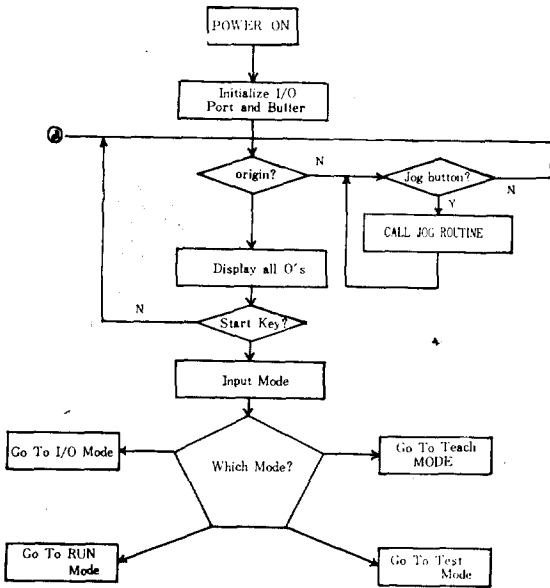 POWER ON
Initialize I/O
Port and Buffer
origin?
N
Jog button?
N
Y
CALL JOG ROUTINE
Display all O's
N
Start Key?
Input Mode
Which Mode?
Go To I/O Mode
Go To Teach
MODE
Go To RUN
Mode
Go To Test
Mode